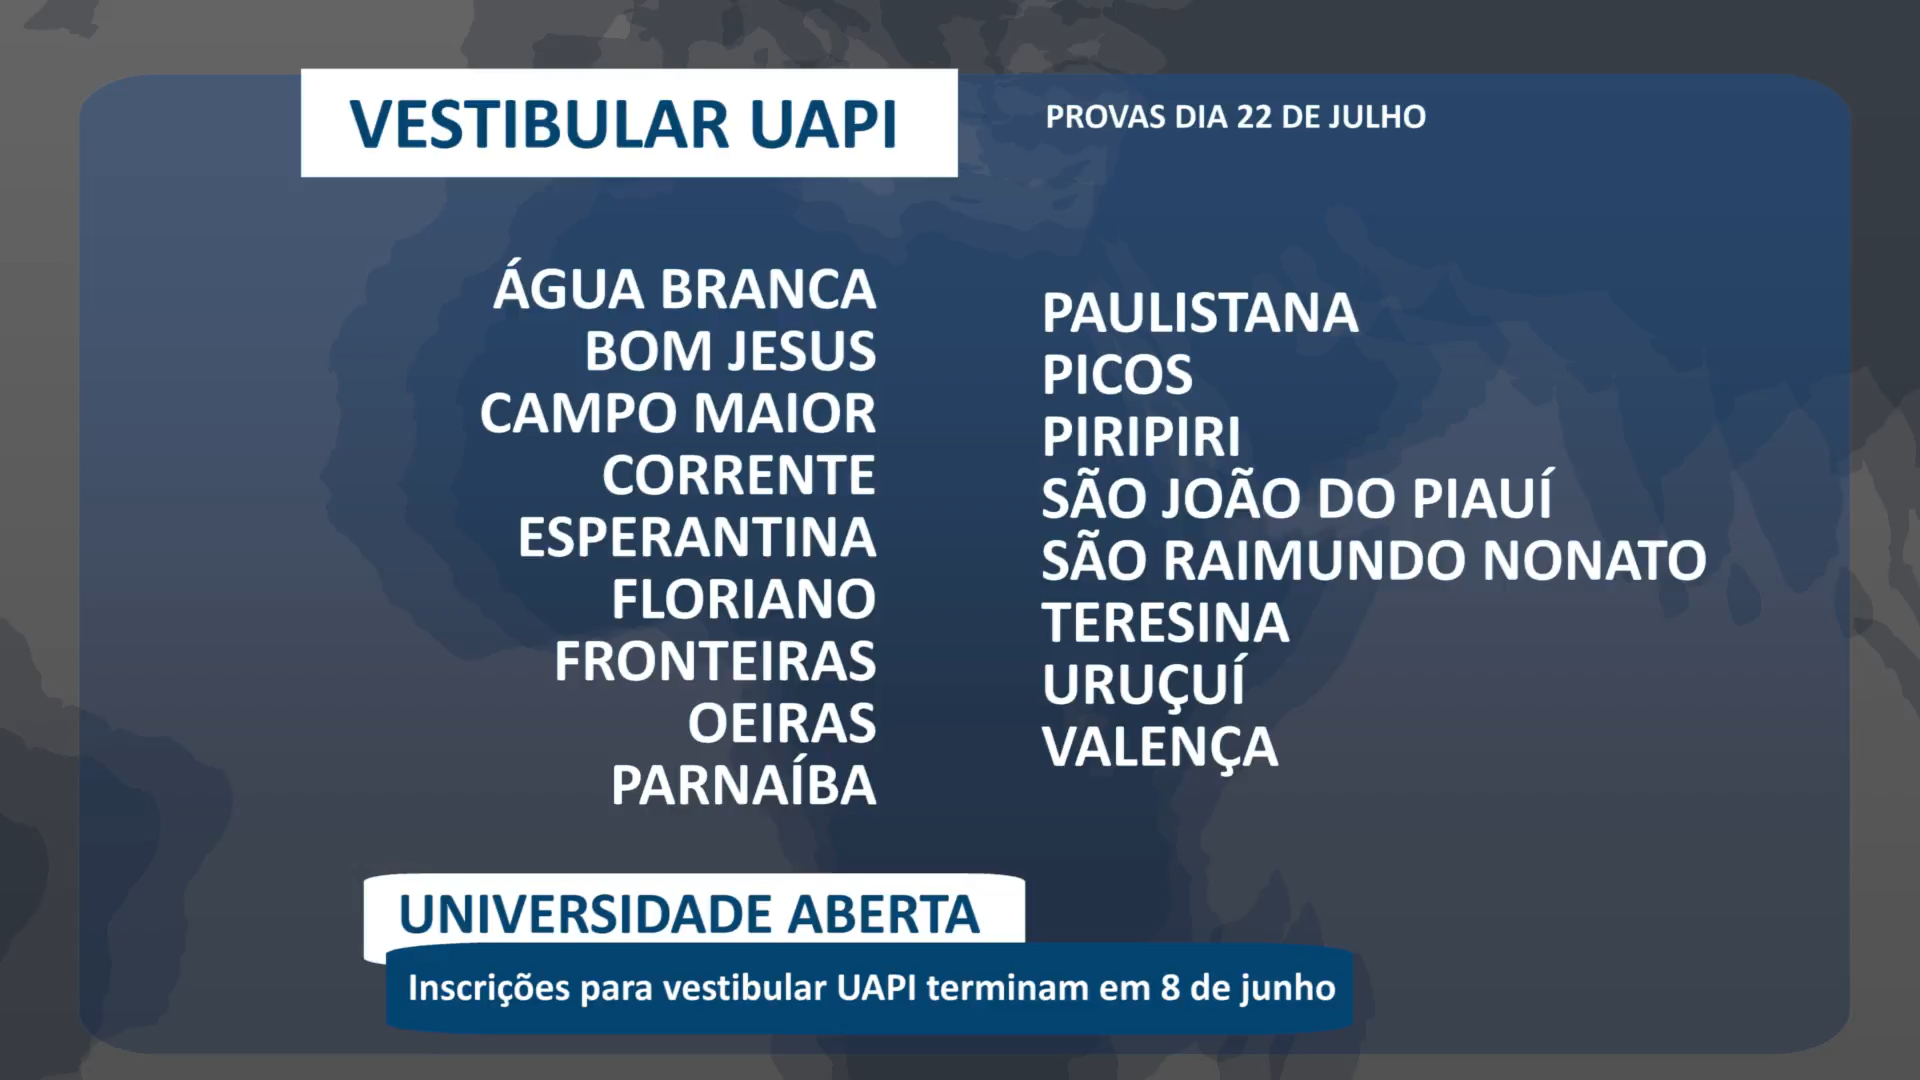 VESTIBULAR UAPI
PROVAS DIA 22 DE JULHO
ÁGUA BRANCA
BOM JESUS
CAMPO MAIOR
CORRENTE
ESPERANTINA
FLORIANO
FRONTEIRAS
OEIRAS
PARNAÍBA
PAULISTANA
PICOS
PIRIPIRI
SÃO JOÃO DO PIAUÍ
SÃO RAIMUNDO NONATO
TERESINA
URUÇUÍ
VALENÇA
UNIVERSIDADE ABERTA
Inscrições para vestibular UAPI terminam em 8 de junho